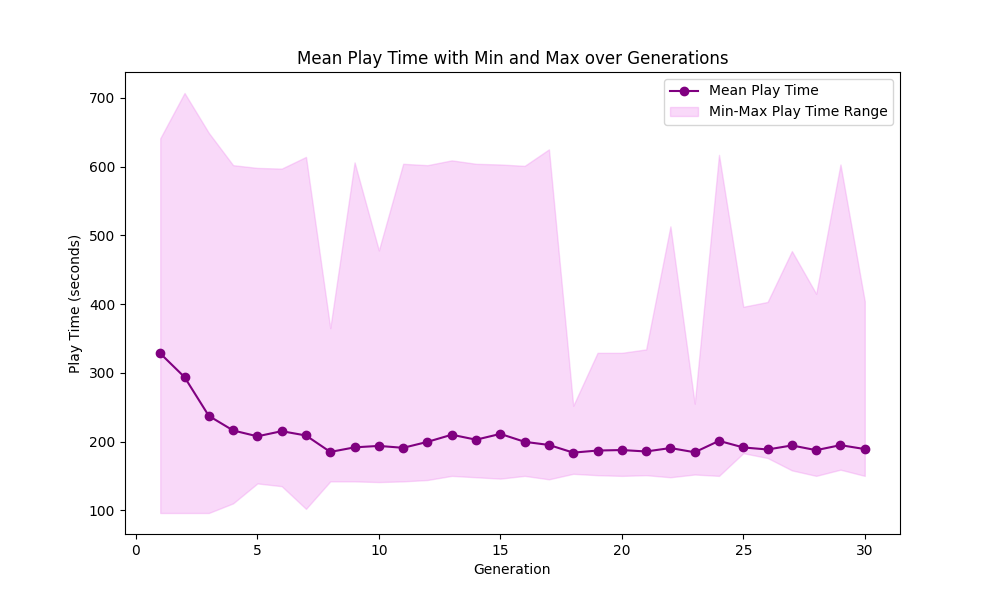 Mean Play Time with Min and Max over Generations
Mean Play Time
Min-Max Play Time Range
Play Time (seconds)
700
600
500
400
300
200
100
0
5
10
15
20
25
30
Generation